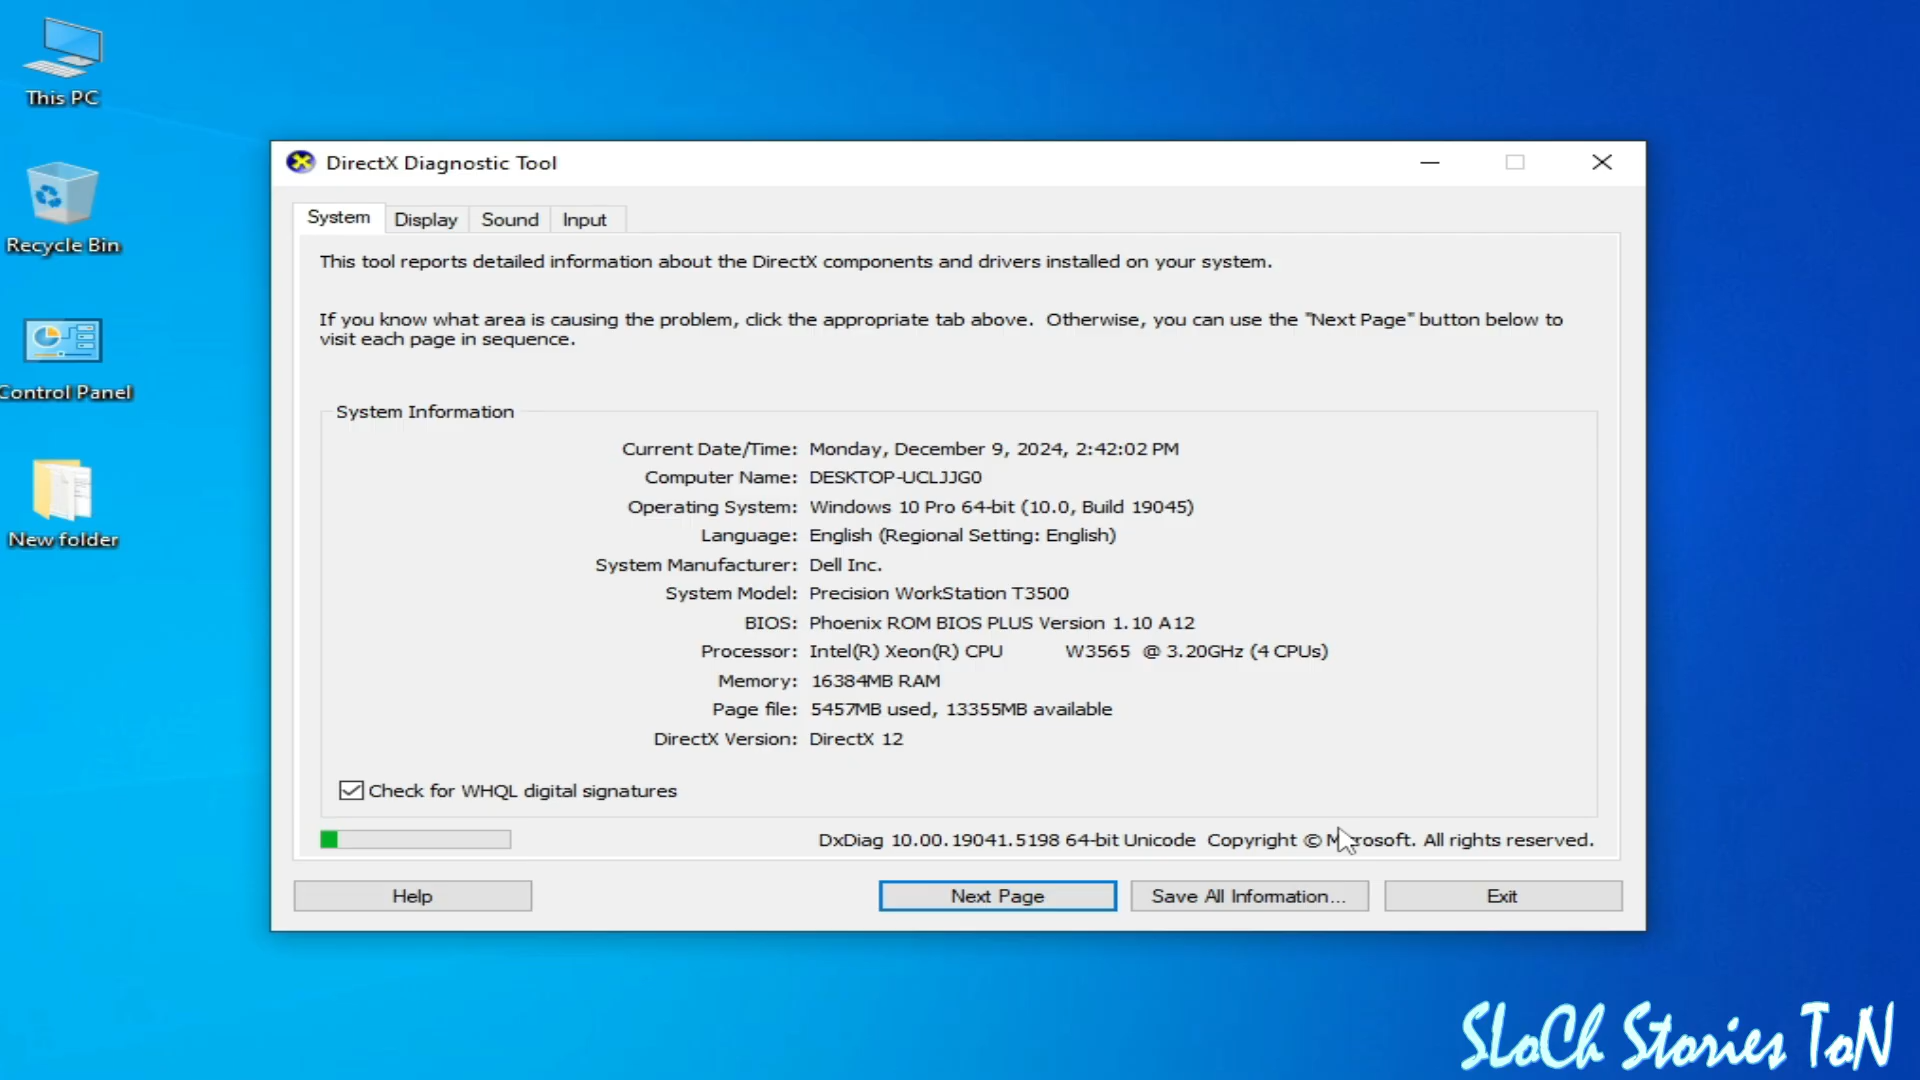 This PC
Recycle Bin
Control Panel
New folder
DirectX Diagnostic Tool
System Display Sound Input
This tool reports detailed information about the DirectX components and drivers installed on your system.
If you know what area is causing the problem, click the appropriate tab above. Otherwise, you can use the "Next Page" button below to
visit each page in sequence.
System Information
Current Date/Time: Monday, December 9, 2024, 2:42:02 PM
Computer Name: DESKTOP-UCLJJG0
Operating System: Windows 10 Pro 64-bit (10.0, Build 19045)
Language: English (Regional Setting: English)
System Manufacturer: Dell Inc.
System Model: Precision WorkStation T3500
BIOS: Phoenix ROM BIOS PLUS Version 1.10 A12
Processor: Intel(R) Xeon(R) CPU W3565 @ 3.20GHz (4 CPUs)
Memory: 16384MB RAM
Page file: 5457MB used, 13355MB available
DirectX Version: DirectX 12
Check for WHQL digital signatures
DxDiag 10.00.19041.5198 64-bit Unicode Copyright © Microsoft. All rights reserved.
Help Next Page Save All Information... Exit
SLoCh Stories ToN